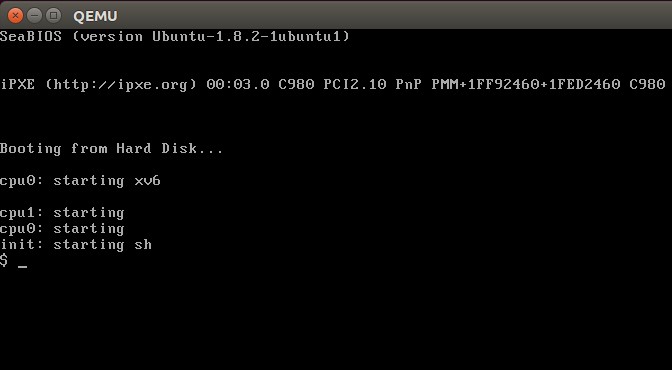 QEMU
SeaBIOS (version Ubuntu-1.8.2-1ubuntu1)
iPXE (http://ipxe.org) 00:03.0 C980 PCI2.10 PnP PMM+1FF92460+1FED2460 C980
Booting from Hard Disk...
cpu0: starting xv6
cpu1: starting
cpu0: starting
init: starting sh
$ _